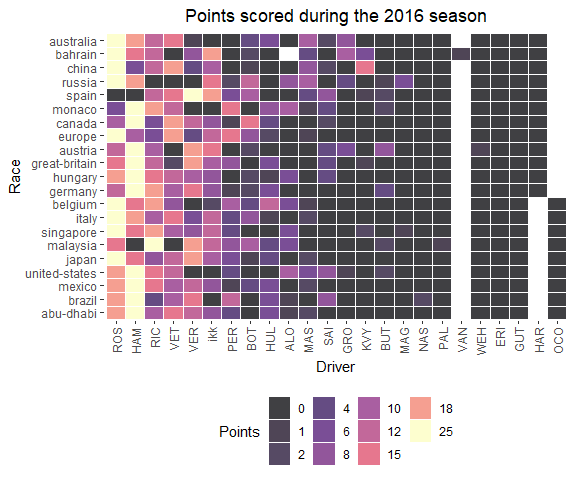 Points scored during the 2016 season
Race
australia
bahrain
china
russia
spain
monaco
canada
europe
austria
great-britain
hungary
germany
belgium
italy
singapore
malaysia
japan
united-states
mexico
brazil
abu-dhabi
ROS HAM RIC VET VER ikk PER BOT HUL ALO MAS SAI GRO KVY BUT MAG NAS PAL VAN WEH ERI GUT HAR OCO
Driver
Points
0 4 10 18
1 6 12 25
2 8 15